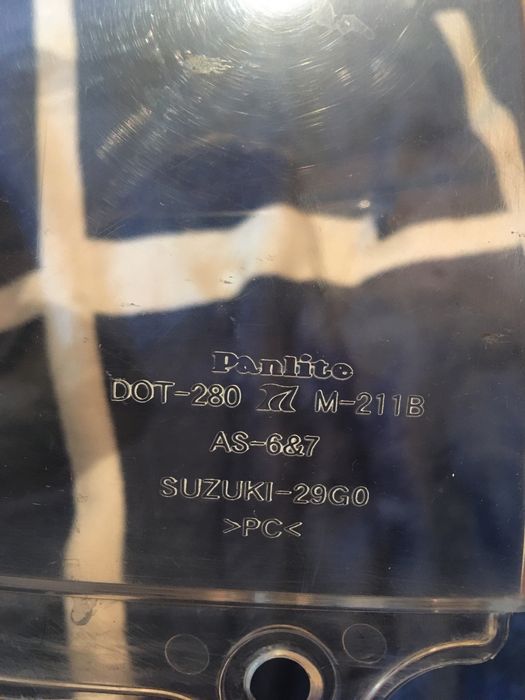 Panlite
DOT-280 M-211B
AS-6&7
SUZUKI-29G0
>PC<